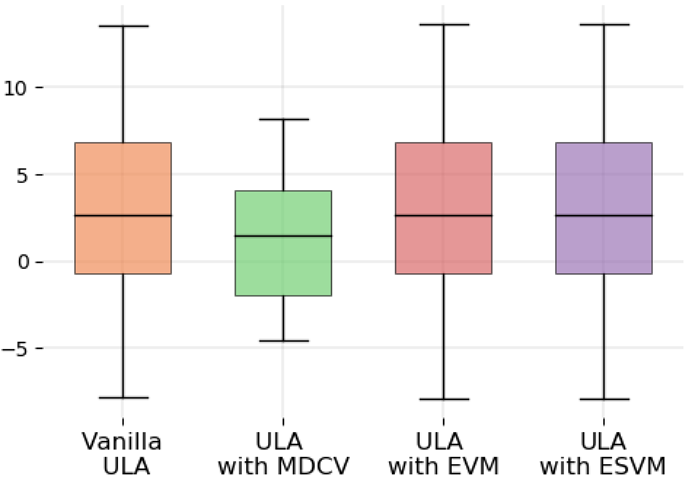 10
5
0
−5
Vanilla
ULA
ULA
with MDCV
ULA
with EVM
ULA
with ESVM